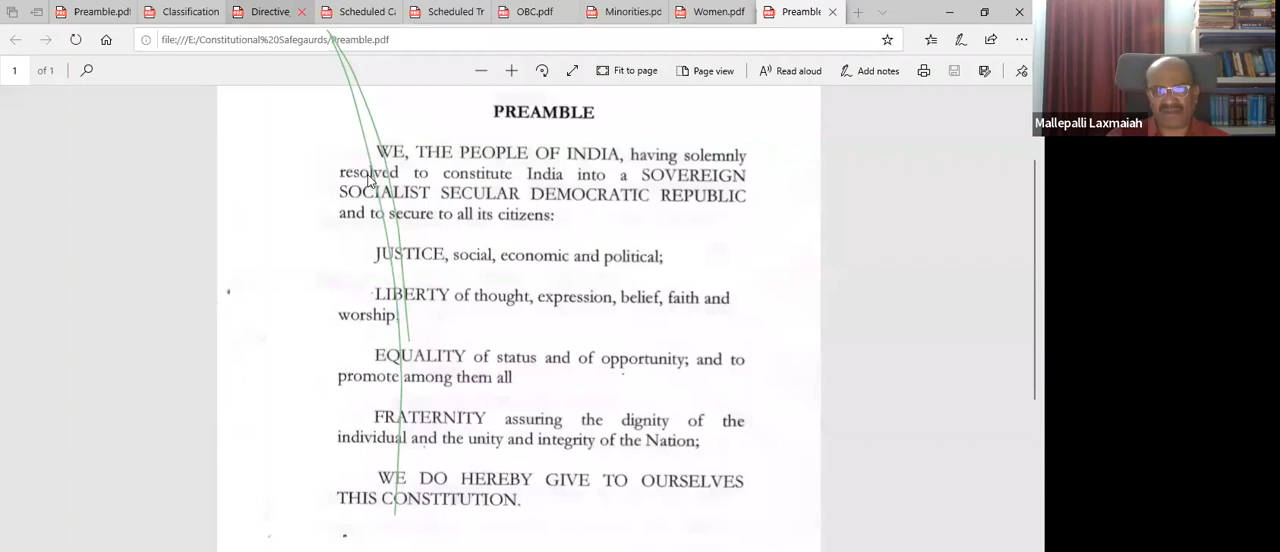 Preamble.pdf
Classification
Directive_
Scheduled Ca
Scheduled Tr
OBC.pdf
Minorities.pd
Women.pdf
Preamble
file:///E:/Constitutional%20Safegaurds/Preamble.pdf
1 of 1
Fit to page
Page view
Read aloud
Add notes
Mallepalli Laxmaiah
PREAMBLE
WE, THE PEOPLE OF INDIA, having solemnly
resolved to constitute India into a SOVEREIGN
SOCIALIST SECULAR DEMOCRATIC REPUBLIC
and to secure to all its citizens:
JUSTICE, social, economic and political;
LIBERTY of thought, expression, belief, faith and
worship;
EQUALITY of status and of opportunity; and to
promote among them all
FRATERNITY assuring the dignity of the
individual and the unity and integrity of the Nation;
WE DO HEREBY GIVE TO OURSELVES
THIS CONSTITUTION.